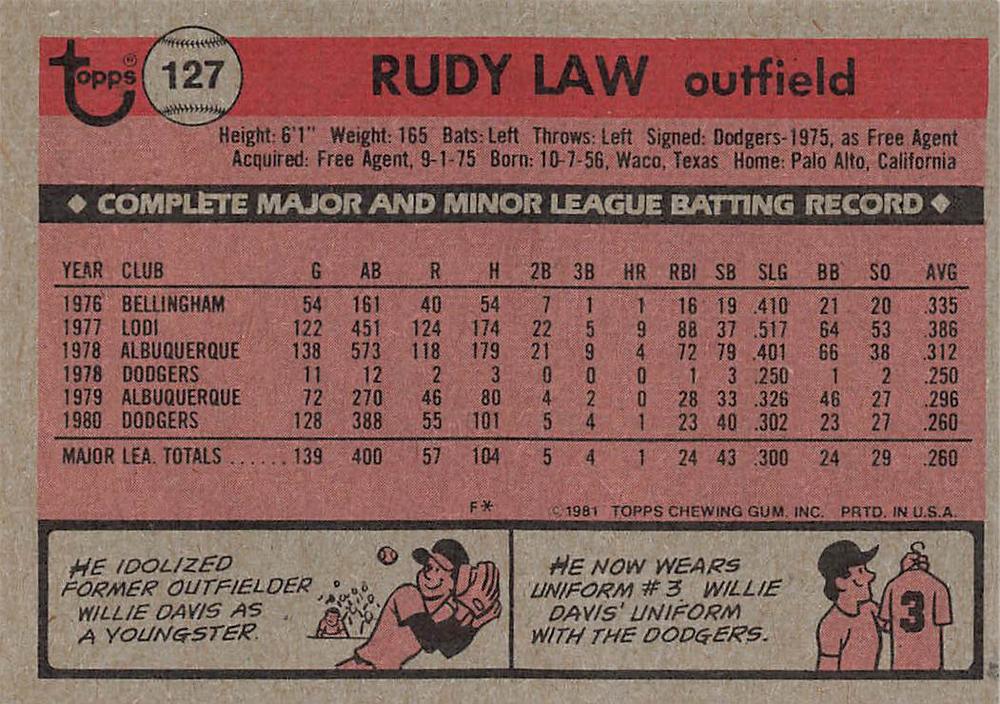 topps® 127 RUDY LAW outfield
Height: 6'1" Weight: 165 Bats: Left Throws: Left Signed: Dodgers-1975, as Free Agent
Acquired: Free Agent, 9-1-75 Born: 10-7-56, Waco, Texas Home: Palo Alto, California
◆ COMPLETE MAJOR AND MINOR LEAGUE BATTING RECORD ◆
YEAR CLUB G AB R H 2B 3B HR RBI SB SLG BB SO AVG
1976 BELLINGHAM 54 161 40 54 7 1 1 16 19 .410 21 20 .335
1977 LODI 122 451 124 174 22 5 9 88 37 .517 64 53 .386
1978 ALBUQUERQUE 138 573 118 179 21 9 4 72 79 .401 66 38 .312
1978 DODGERS 11 12 2 3 0 0 0 1 3 .250 1 2 .250
1979 ALBUQUERQUE 72 270 46 80 4 2 0 28 33 .326 46 27 .296
1980 DODGERS 128 388 55 101 5 4 1 23 40 .302 23 27 .260
MAJOR LEA. TOTALS ...... 139 400 57 104 5 4 1 24 43 .300 24 29 .260
F* © 1981 TOPPS CHEWING GUM, INC. PRTD. IN U.S.A.
HE IDOLIZED
FORMER OUTFIELDER
WILLIE DAVIS AS
A YOUNGSTER.
HE NOW WEARS
UNIFORM #3 WILLIE
DAVIS' UNIFORM
WITH THE DODGERS.
3